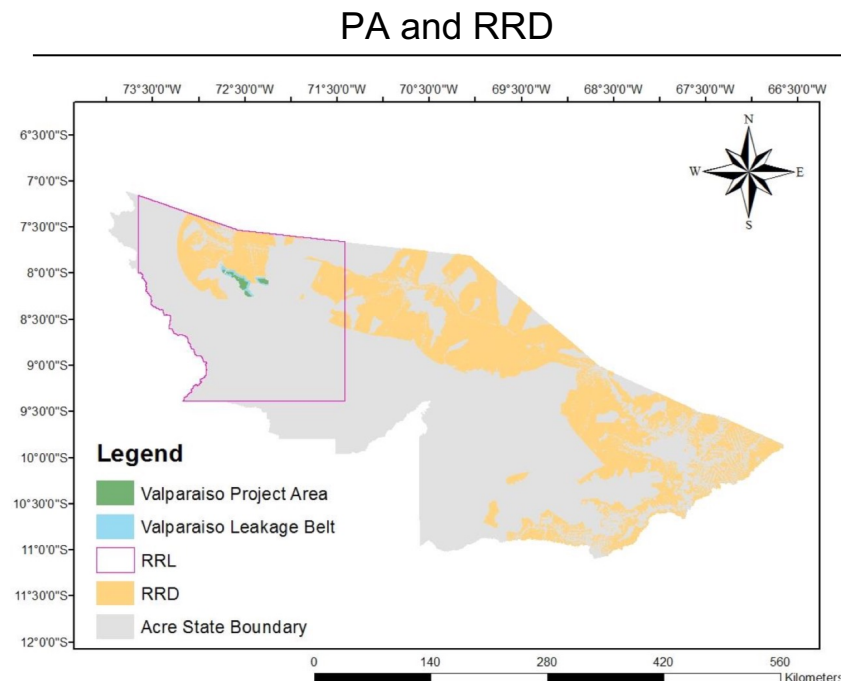 PA and RRD
73°30'0"W 72°30'0"W 71°30'0"W 70°30'0"W 69°30'0"W 68°30'0"W 67°30'0"W 66°30'0"W
6°30'0"S
7°0'0"S
7°30'0"S
8°0'0"S
8°30'0"S
9°0'0"S
9°30'0"S
10°0'0"S
10°30'0"S
11°0'0"S
11°30'0"S
12°0'0"S
N
W E
S
Legend
Valparaiso Project Area
Valparaiso Leakage Belt
RRL
RRD
Acre State Boundary
0 140 280 420 560
Kilometers